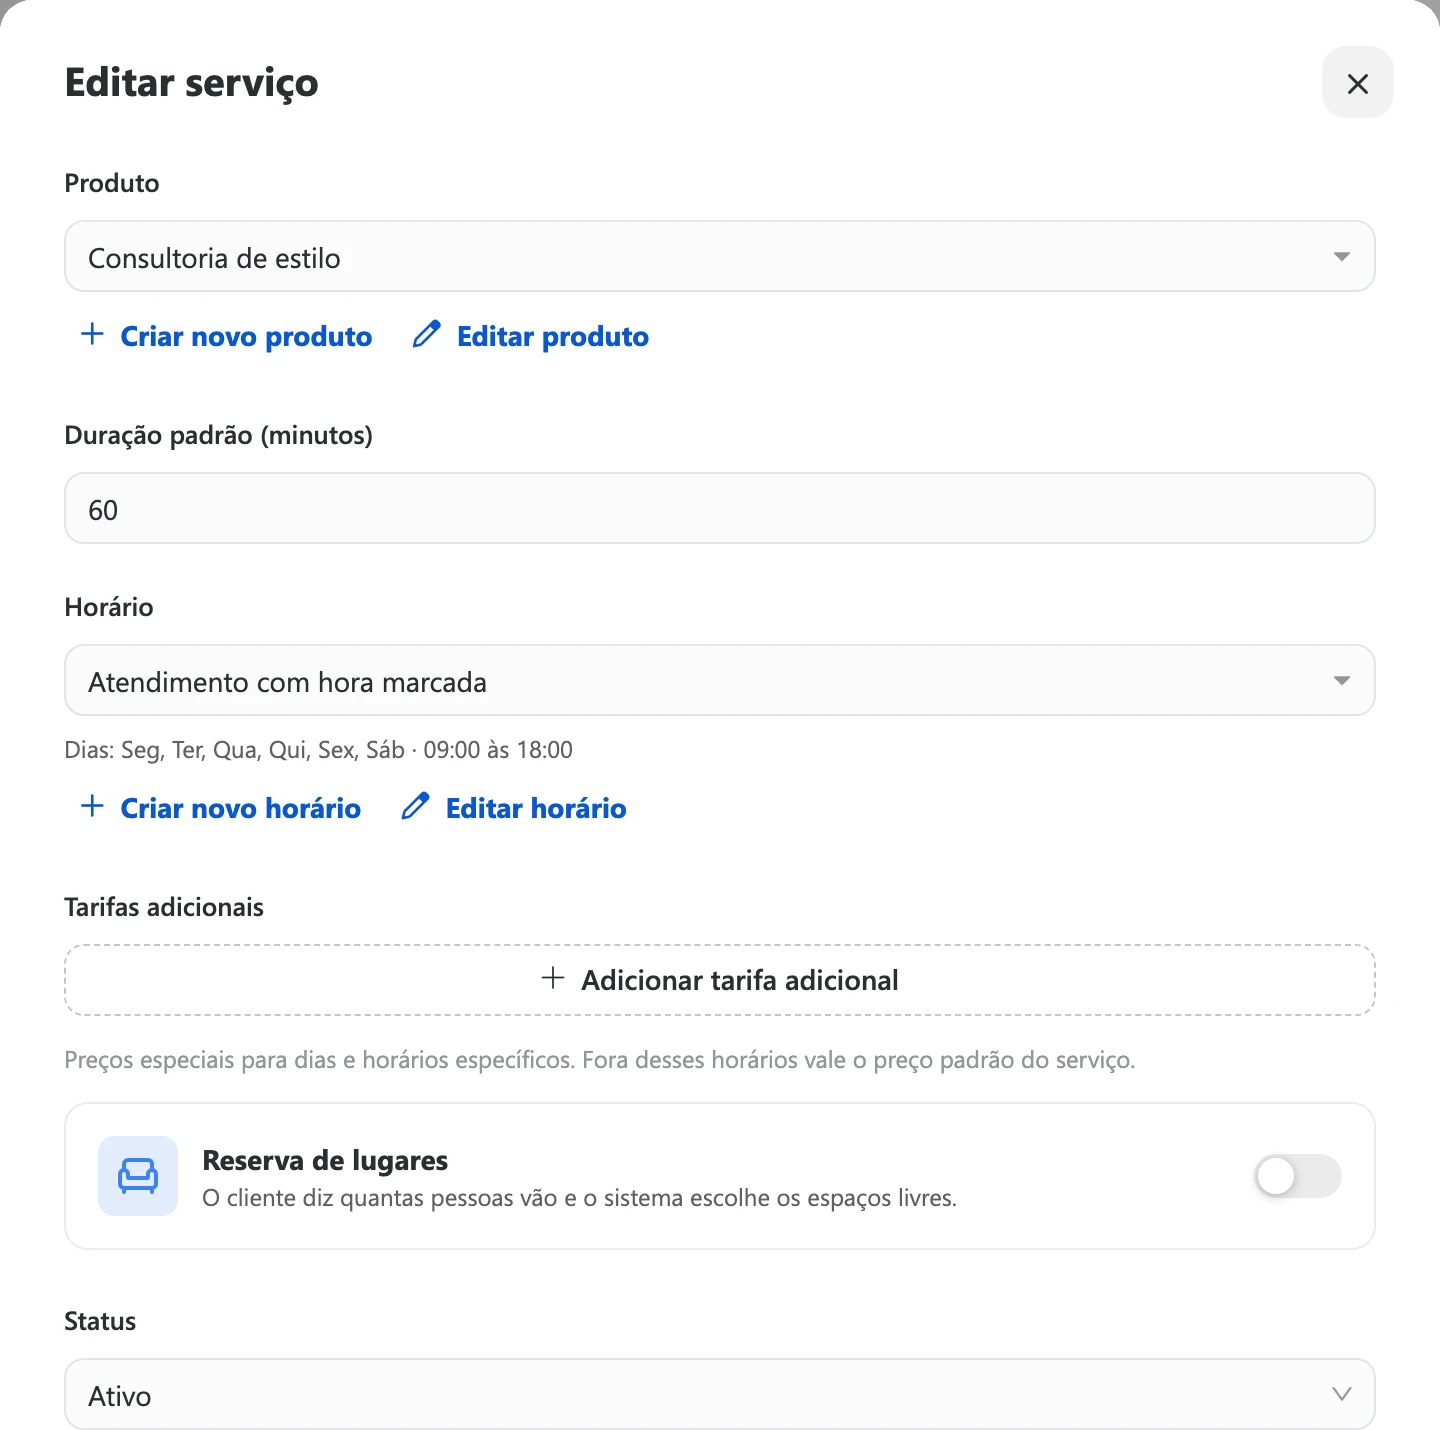 Editar serviço
Produto
Consultoria de estilo
Criar novo produto Editar produto
Duração padrão (minutos)
60
Horário
Atendimento com hora marcada
Dias: Seg, Ter, Qua, Qui, Sex, Sáb · 09:00 às 18:00
Criar novo horário Editar horário
Tarifas adicionais
Adicionar tarifa adicional
Preços especiais para dias e horários específicos. Fora desses horários vale o preço padrão do serviço.
Reserva de lugares
O cliente diz quantas pessoas vão e o sistema escolhe os espaços livres.
Status
Ativo